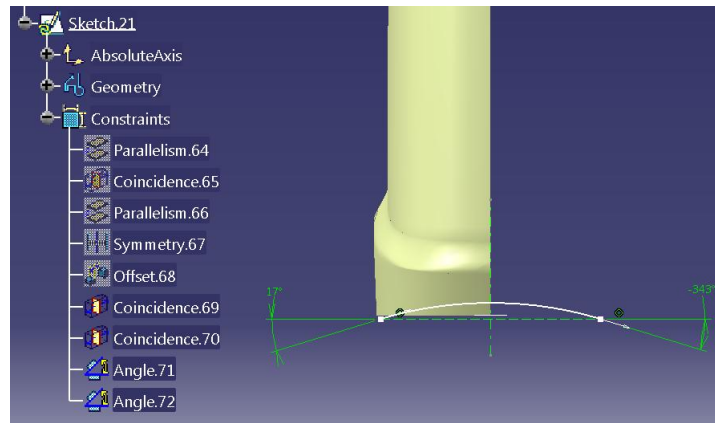 Sketch.21
AbsoluteAxis
Geometry
Constraints
Parallelism.64
Coincidence.65
Parallelism.66
Symmetry.67
Offset.68
Coincidence.69
Coincidence.70
Angle.71
Angle.72
17°
-343°